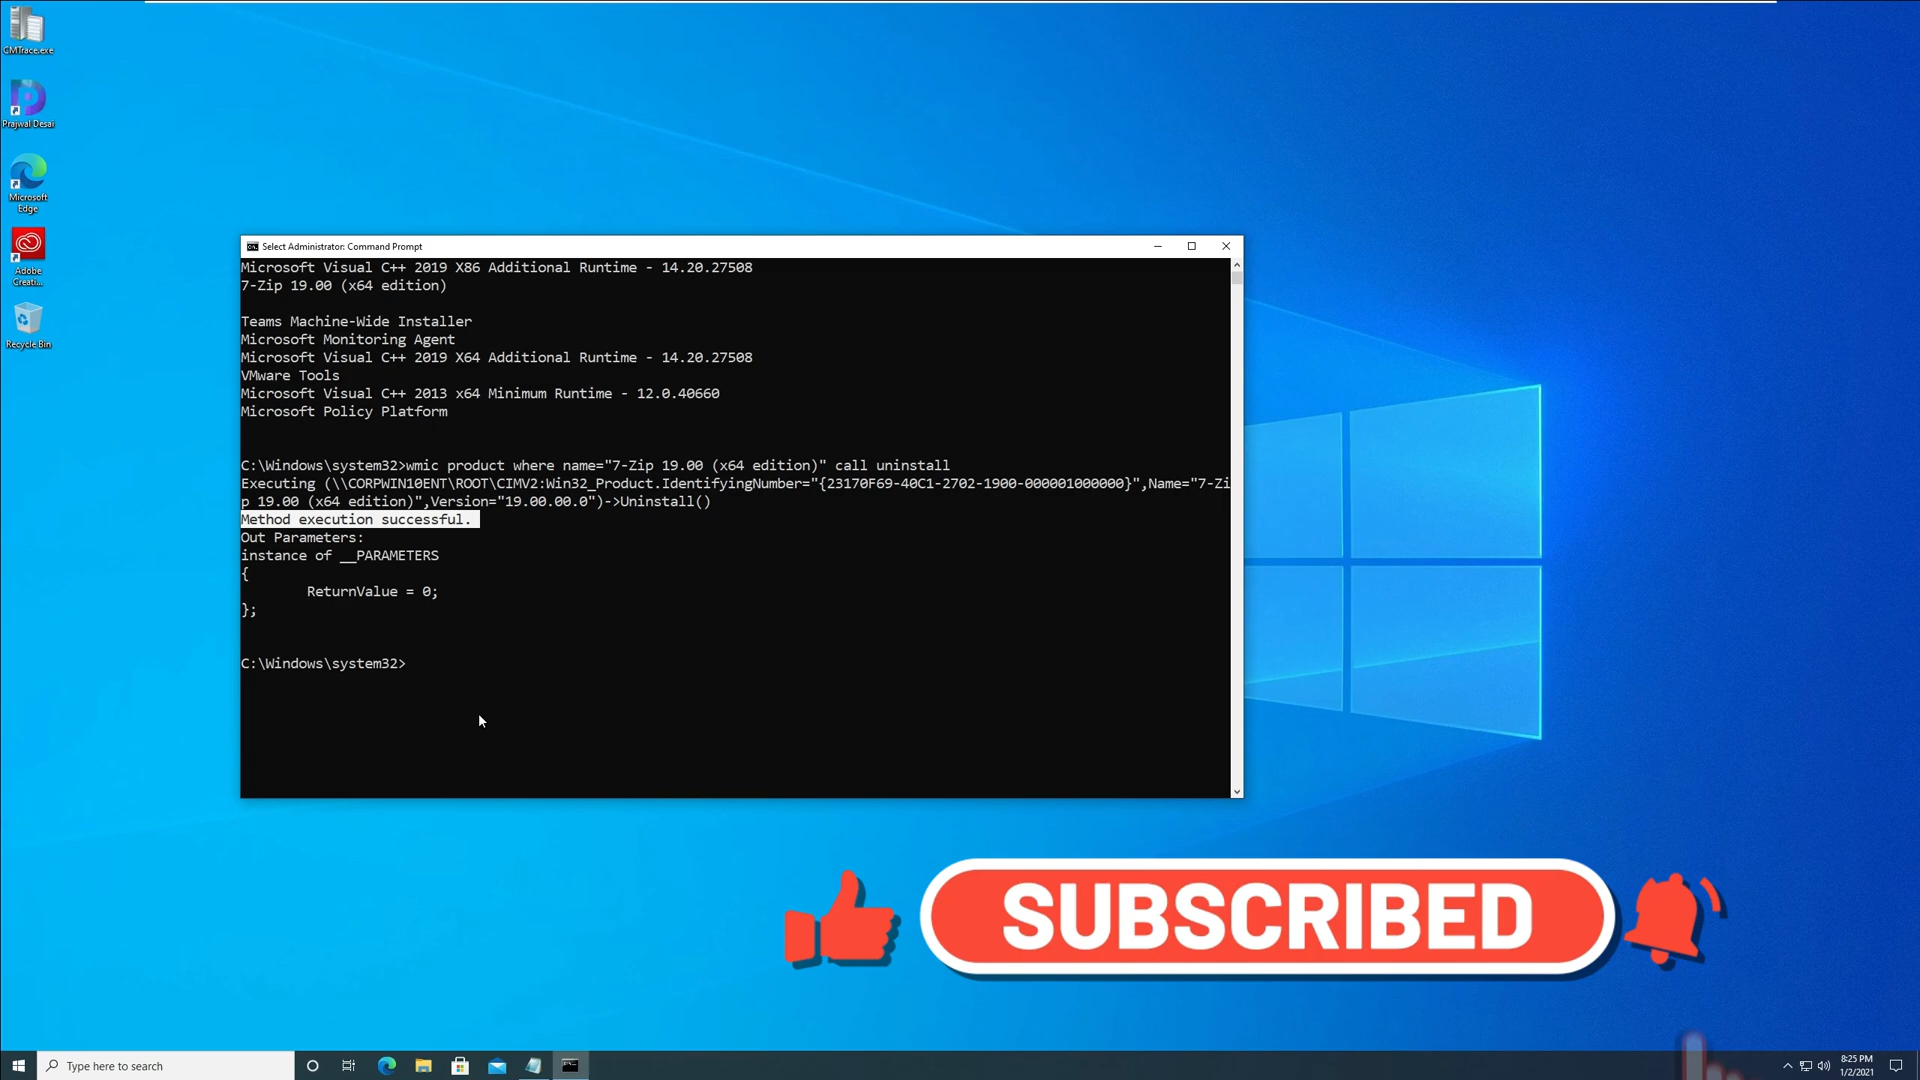 CMTrace.exe
Prajwal Desai
Microsoft
Edge
Adobe
Creati...
Recycle Bin
Select Administrator: Command Prompt
Microsoft Visual C++ 2019 X86 Additional Runtime - 14.20.27508
7-Zip 19.00 (x64 edition)
Teams Machine-Wide Installer
Microsoft Monitoring Agent
Microsoft Visual C++ 2019 X64 Additional Runtime - 14.20.27508
VMware Tools
Microsoft Visual C++ 2013 x64 Minimum Runtime - 12.0.40660
Microsoft Policy Platform
C:\Windows\system32>wmic product where name="7-Zip 19.00 (x64 edition)" call uninstall
Executing (\\CORPWIN10ENT\ROOT\CIMV2:Win32_Product.IdentifyingNumber="{23170F69-40C1-2702-1900-000001000000}",Name="7-Zi
p 19.00 (x64 edition)",Version="19.00.00.0")->Uninstall()
Method execution successful.
Out Parameters:
instance of __PARAMETERS
{
ReturnValue = 0;
};
C:\Windows\system32>
SUBSCRIBED
Type here to search
8:25 PM
1/2/2021